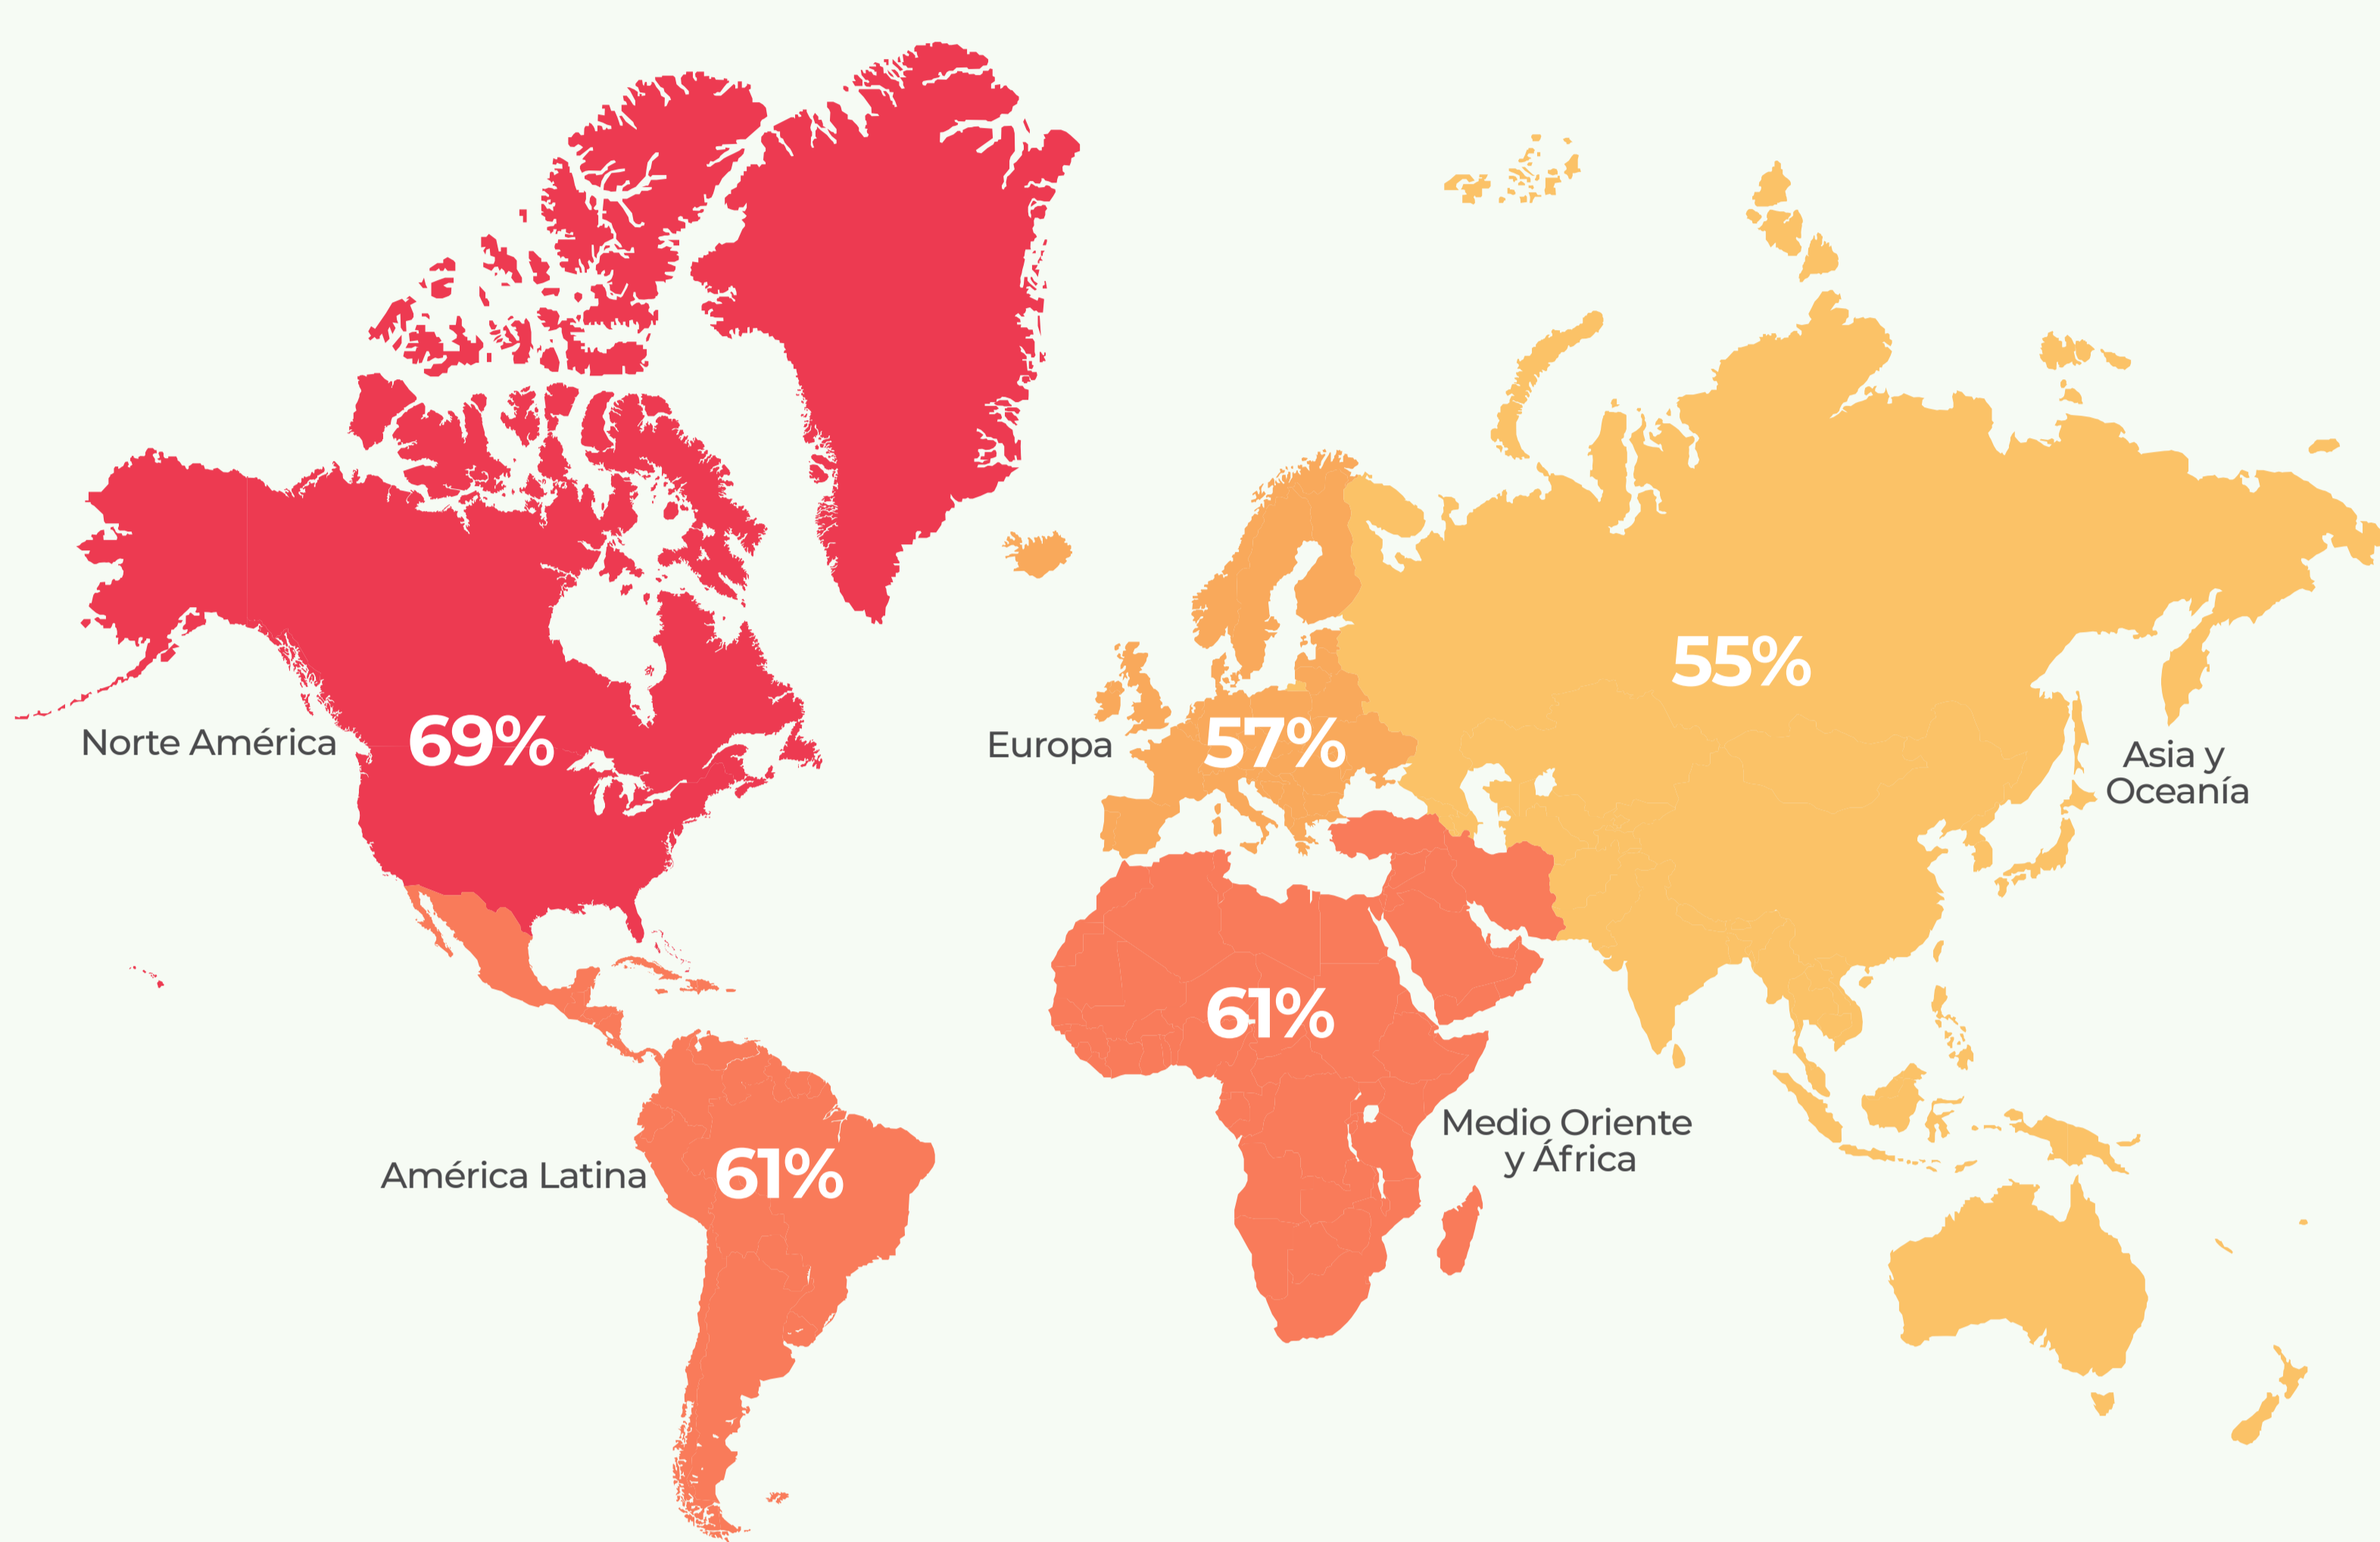 55%
Norte América
69%
Europa
57%
Asia y
Oceanía
61%
Medio Oriente
y África
América Latina
61%